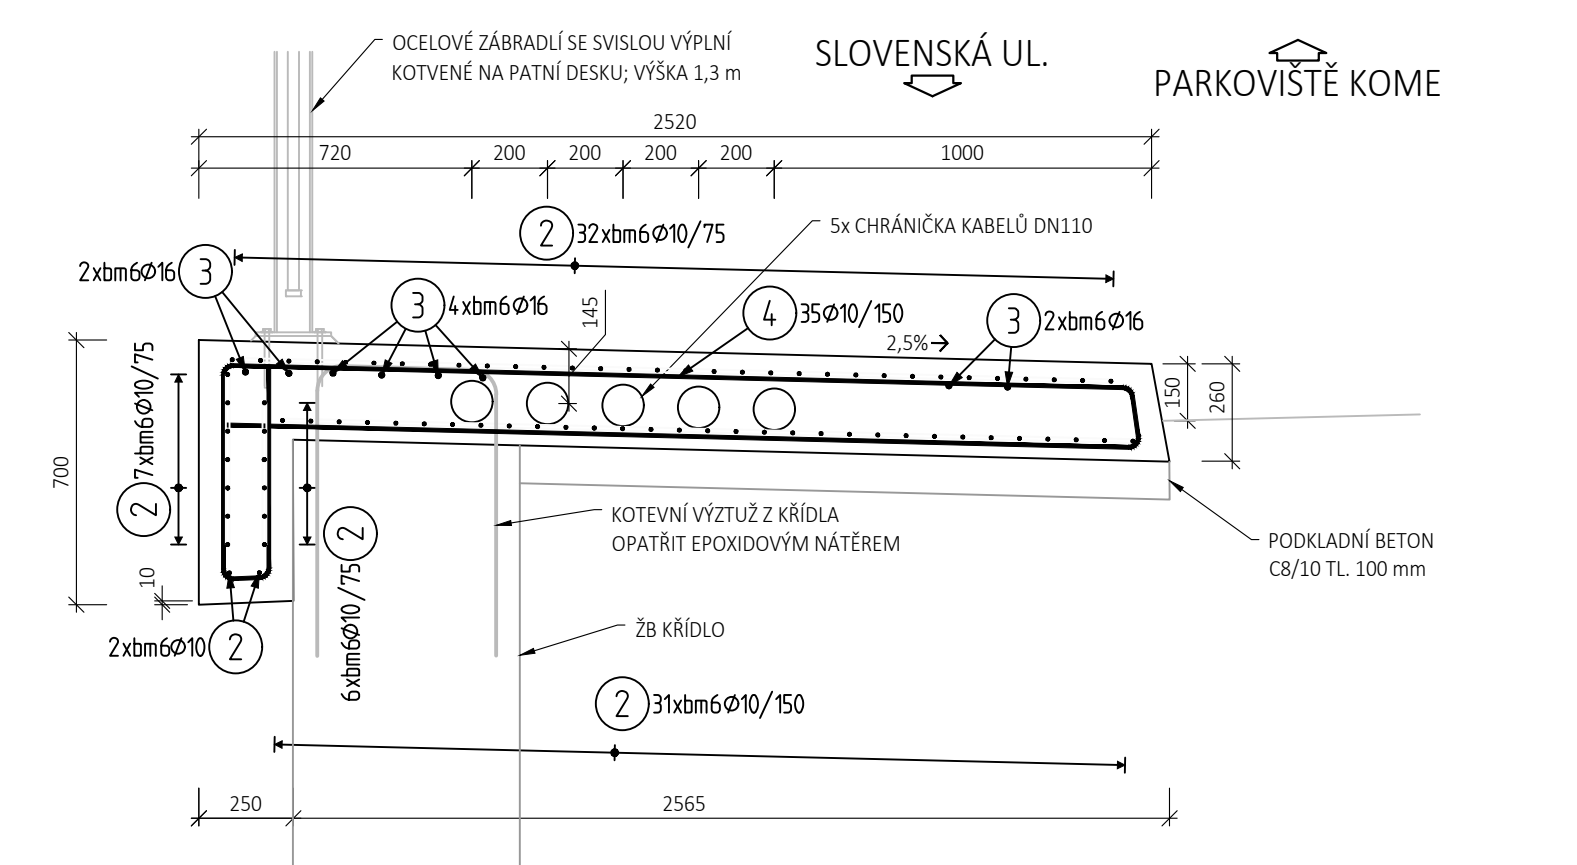 OCELOVÉ ZÁBRADLÍ SE SVISLOU VÝPLNÍ
KOTVENÉ NA PATNÍ DESKU; VÝŠKA 1,3 m
SLOVENSKÁ UL.
PARKOVIŠTĚ KOME
2520
720
200
200
200
200
1000
2
32xbm6Ø10/75
5x CHRÁNIČKA KABELŮ DN110
2xbm6Ø16
3
3
4xbm6Ø16
145
4
35Ø10/150
2,5%
3
2xbm6Ø16
150
260
700
7xbm6Ø10/75
2
KOTEVNÍ VÝZTUŽ Z KŘÍDLA
OPATŘIT EPOXIDOVÝM NÁTĚREM
2
6xbm6Ø10/75
PODKLADNÍ BETON
C8/10 TL. 100 mm
10
2xbm6Ø10
2
ŽB KŘÍDLO
2
31xbm6Ø10/150
250
2565